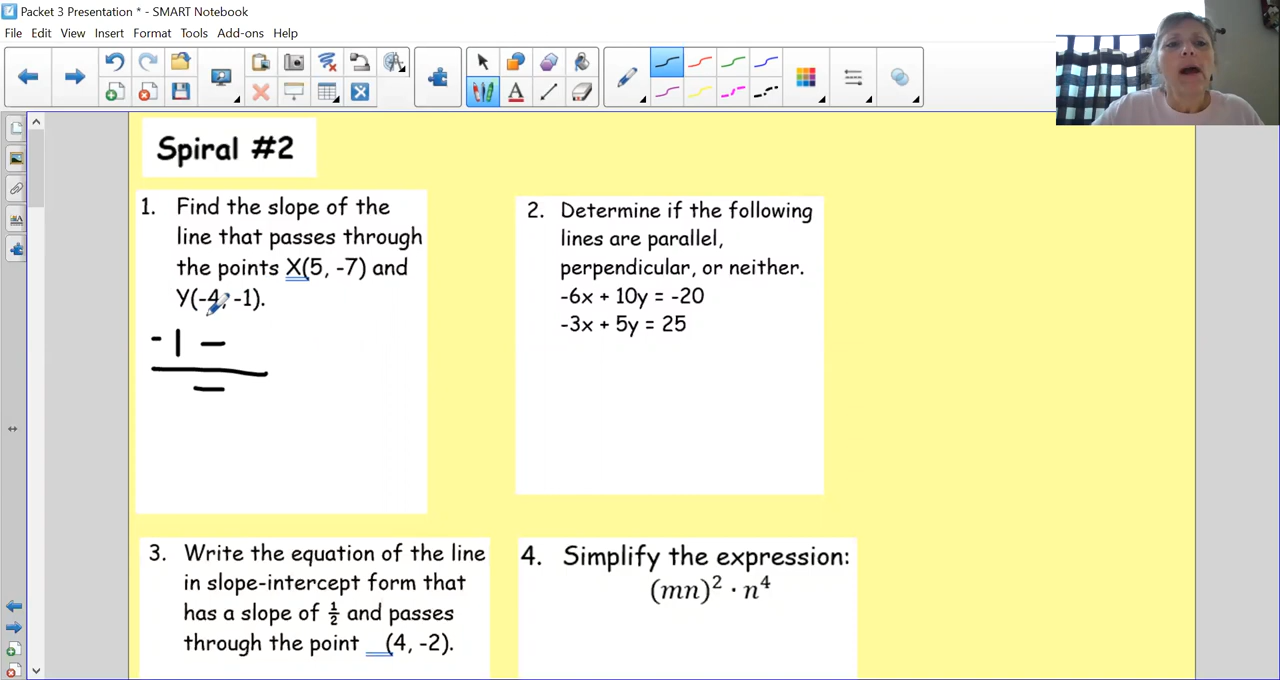 Packet 3 Presentation * - SMART Notebook
File Edit View Insert Format Tools Add-ons Help
Spiral #2
1. Find the slope of the
line that passes through
the points X(5, -7) and
Y(-4, -1).
-1 −
−
2. Determine if the following
lines are parallel,
perpendicular, or neither.
-6x + 10y = -20
-3x + 5y = 25
3. Write the equation of the line
in slope-intercept form that
has a slope of ½ and passes
through the point __(4, -2).
4. Simplify the expression:
(mn)² · n⁴